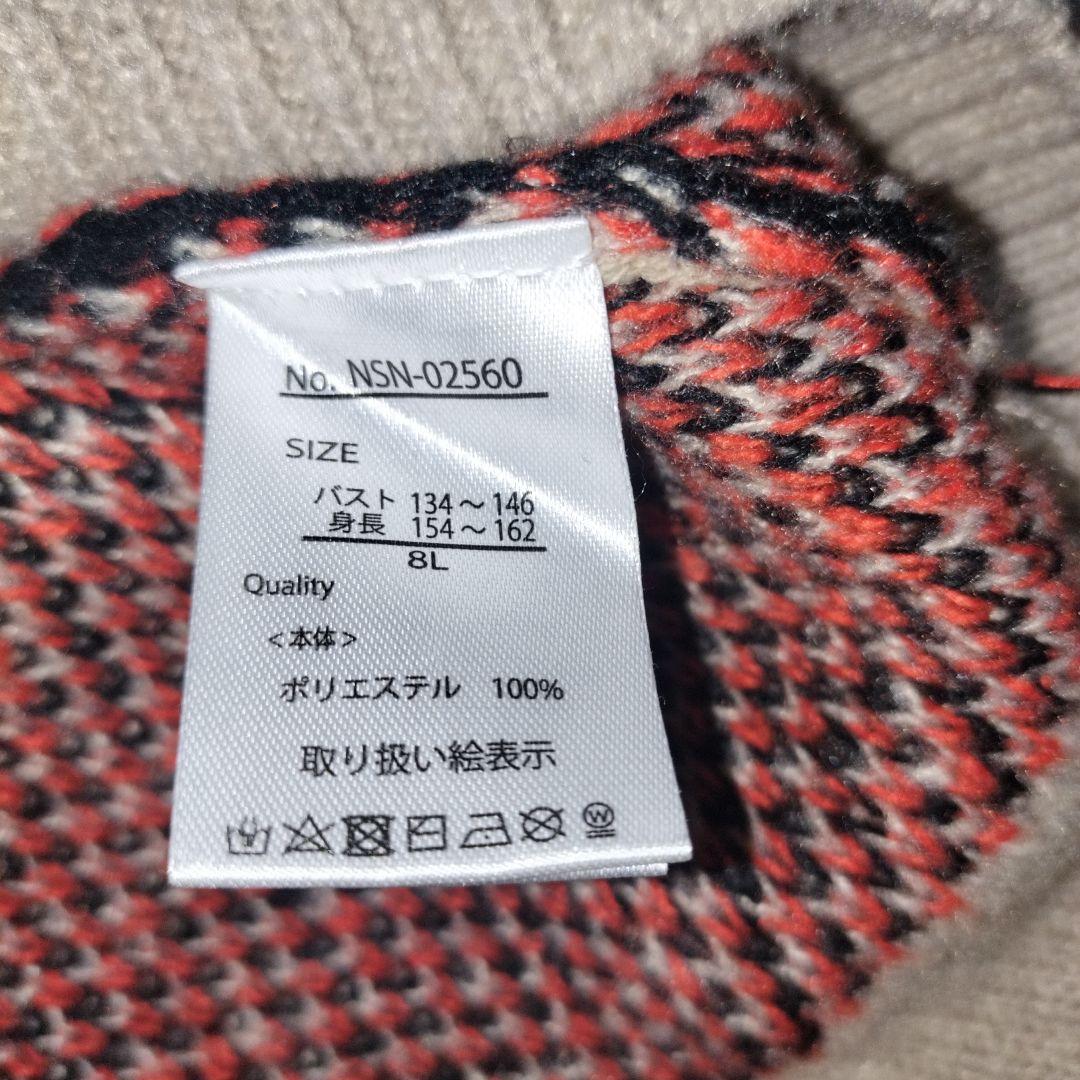 No. NSN-02560
SIZE
バスト 134～146
身長 154～162
8L
Quality
＜本体＞
ポリエステル 100%
取り扱い絵表示
W